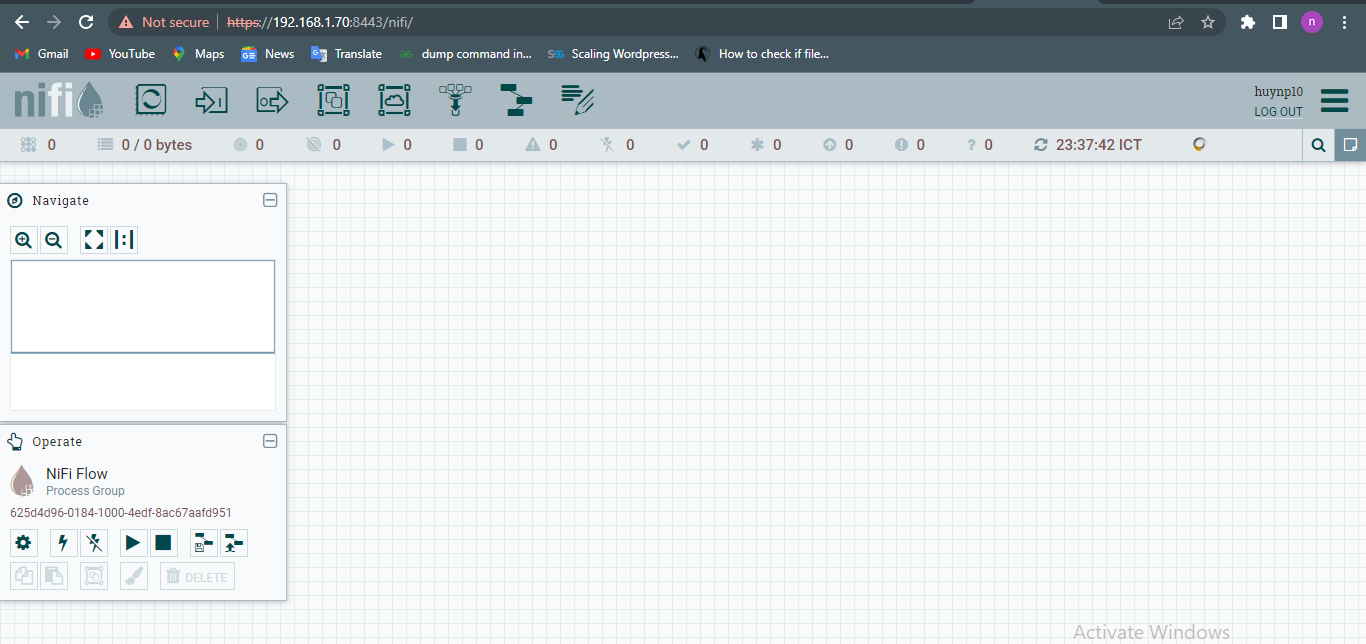 Not secure https://192.168.1.70:8443/nifi/ n
Gmail YouTube Maps News Translate dump command in... Scaling Wordpress... How to check if file...
nifi
huynp10
LOG OUT
0 0 / 0 bytes 0 0 0 0 0 0 0 0 0 0 ? 0 23:37:42 ICT
Navigate
Operate
NiFi Flow
Process Group
625d4d96-0184-1000-4edf-8ac67aafd951
DELETE
Activate Windows